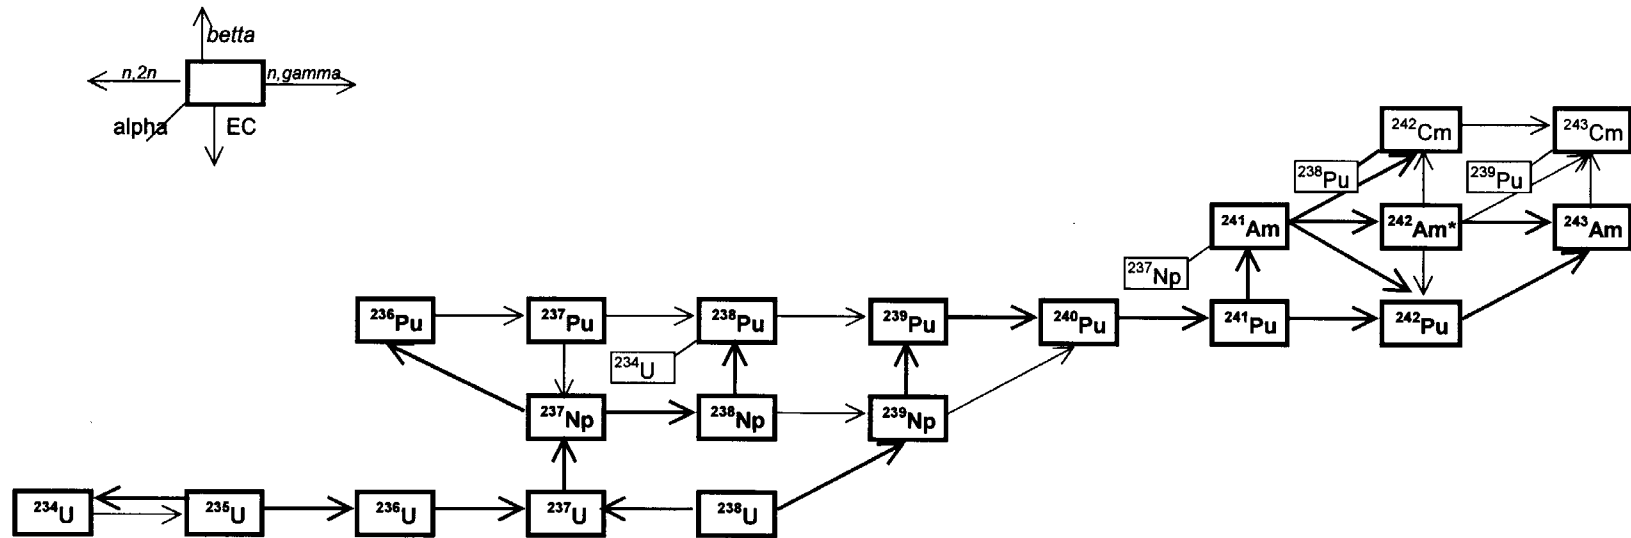 betta
n,2n n,gamma
alpha EC
²⁴²Cm ²⁴³Cm
²³⁸Pu ²³⁹Pu
²⁴¹Am ²⁴²Am* ²⁴³Am
²³⁷Np
²³⁶Pu ²³⁷Pu ²³⁸Pu ²³⁹Pu ²⁴⁰Pu ²⁴¹Pu ²⁴²Pu
²³⁴U
²³⁷Np ²³⁸Np ²³⁹Np
²³⁴U ²³⁵U ²³⁶U ²³⁷U ²³⁸U